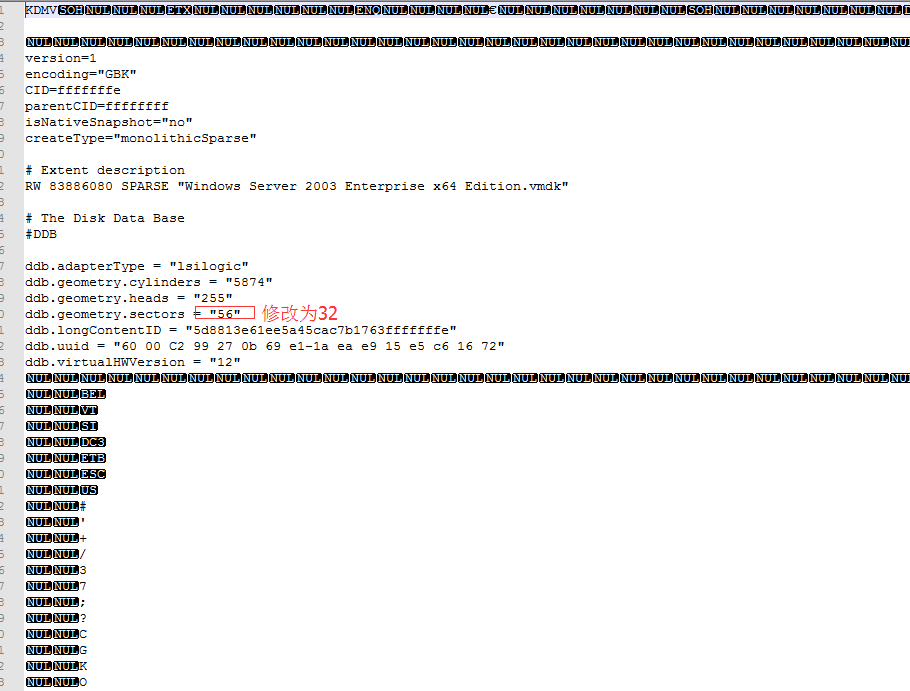 KDMVSOHNULNULNULETXNULNULNULNULNULNULENQNULNULNULNUL€NULNULNULNULNULNULNULSOHNULNULNULNULNULNULNUL
NULNULNULNULNULNULNULNULNULNULNULNULNULNULNULNULNULNULNULNULNULNULNULNULNULNULNULNULNULNULNULNULNU
version=1
encoding="GBK"
CID=fffffffe
parentCID=ffffffff
isNativeSnapshot="no"
createType="monolithicSparse"
# Extent description
RW 83886080 SPARSE "Windows Server 2003 Enterprise x64 Edition.vmdk"
# The Disk Data Base
#DDB
ddb.adapterType = "lsilogic"
ddb.geometry.cylinders = "5874"
ddb.geometry.heads = "255"
ddb.geometry.sectors = "56" 修改为32
ddb.longContentID = "5d8813e61ee5a45cac7b1763fffffffe"
ddb.uuid = "60 00 C2 99 27 0b 69 e1-1a ea e9 15 e5 c6 16 72"
ddb.virtualHWVersion = "12"
NULNULNULNULNULNULNULNULNULNULNULNULNULNULNULNULNULNULNULNULNULNULNULNULNULNULNULNULNULNULNULNULNU
NULNULBEL
NULNULVT
NULNULSI
NULNULDC3
NULNULETB
NULNULESC
NULNULUS
NULNUL#
NULNUL'
NULNUL+
NULNUL/
NULNUL3
NULNUL7
NULNUL;
NULNUL?
NULNULC
NULNULG
NULNULK
NULNULO